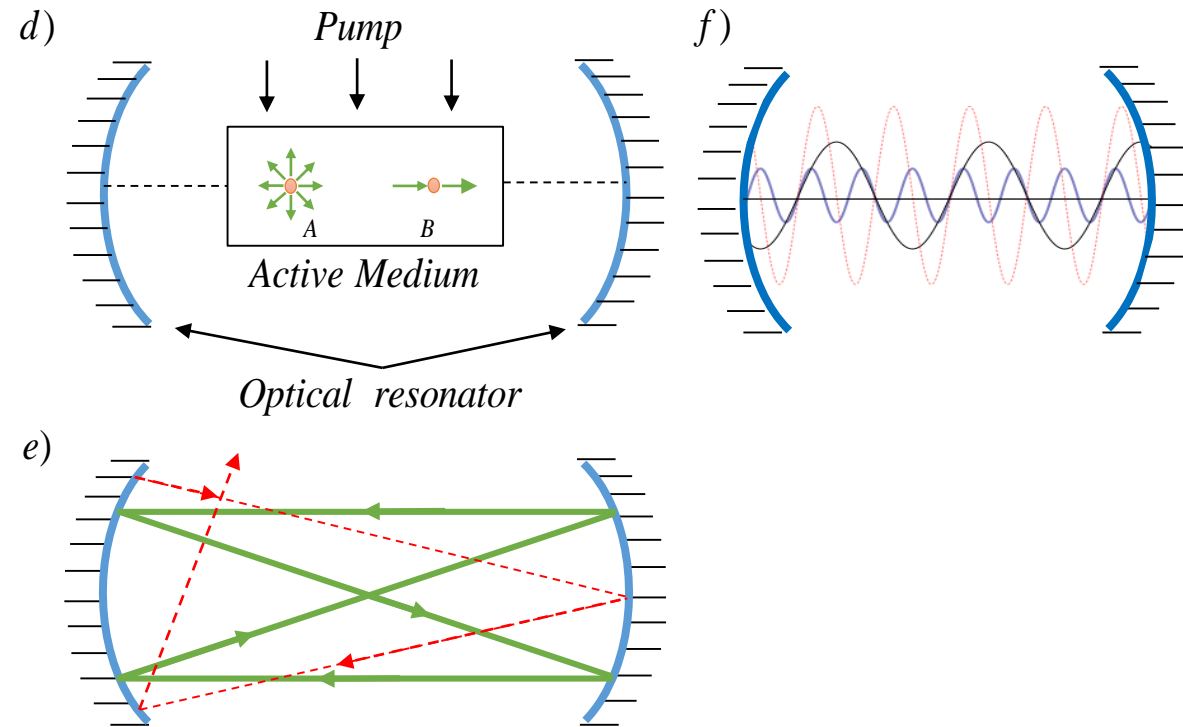 d)
Pump
f)
A
B
Active Medium
Optical resonator
e)